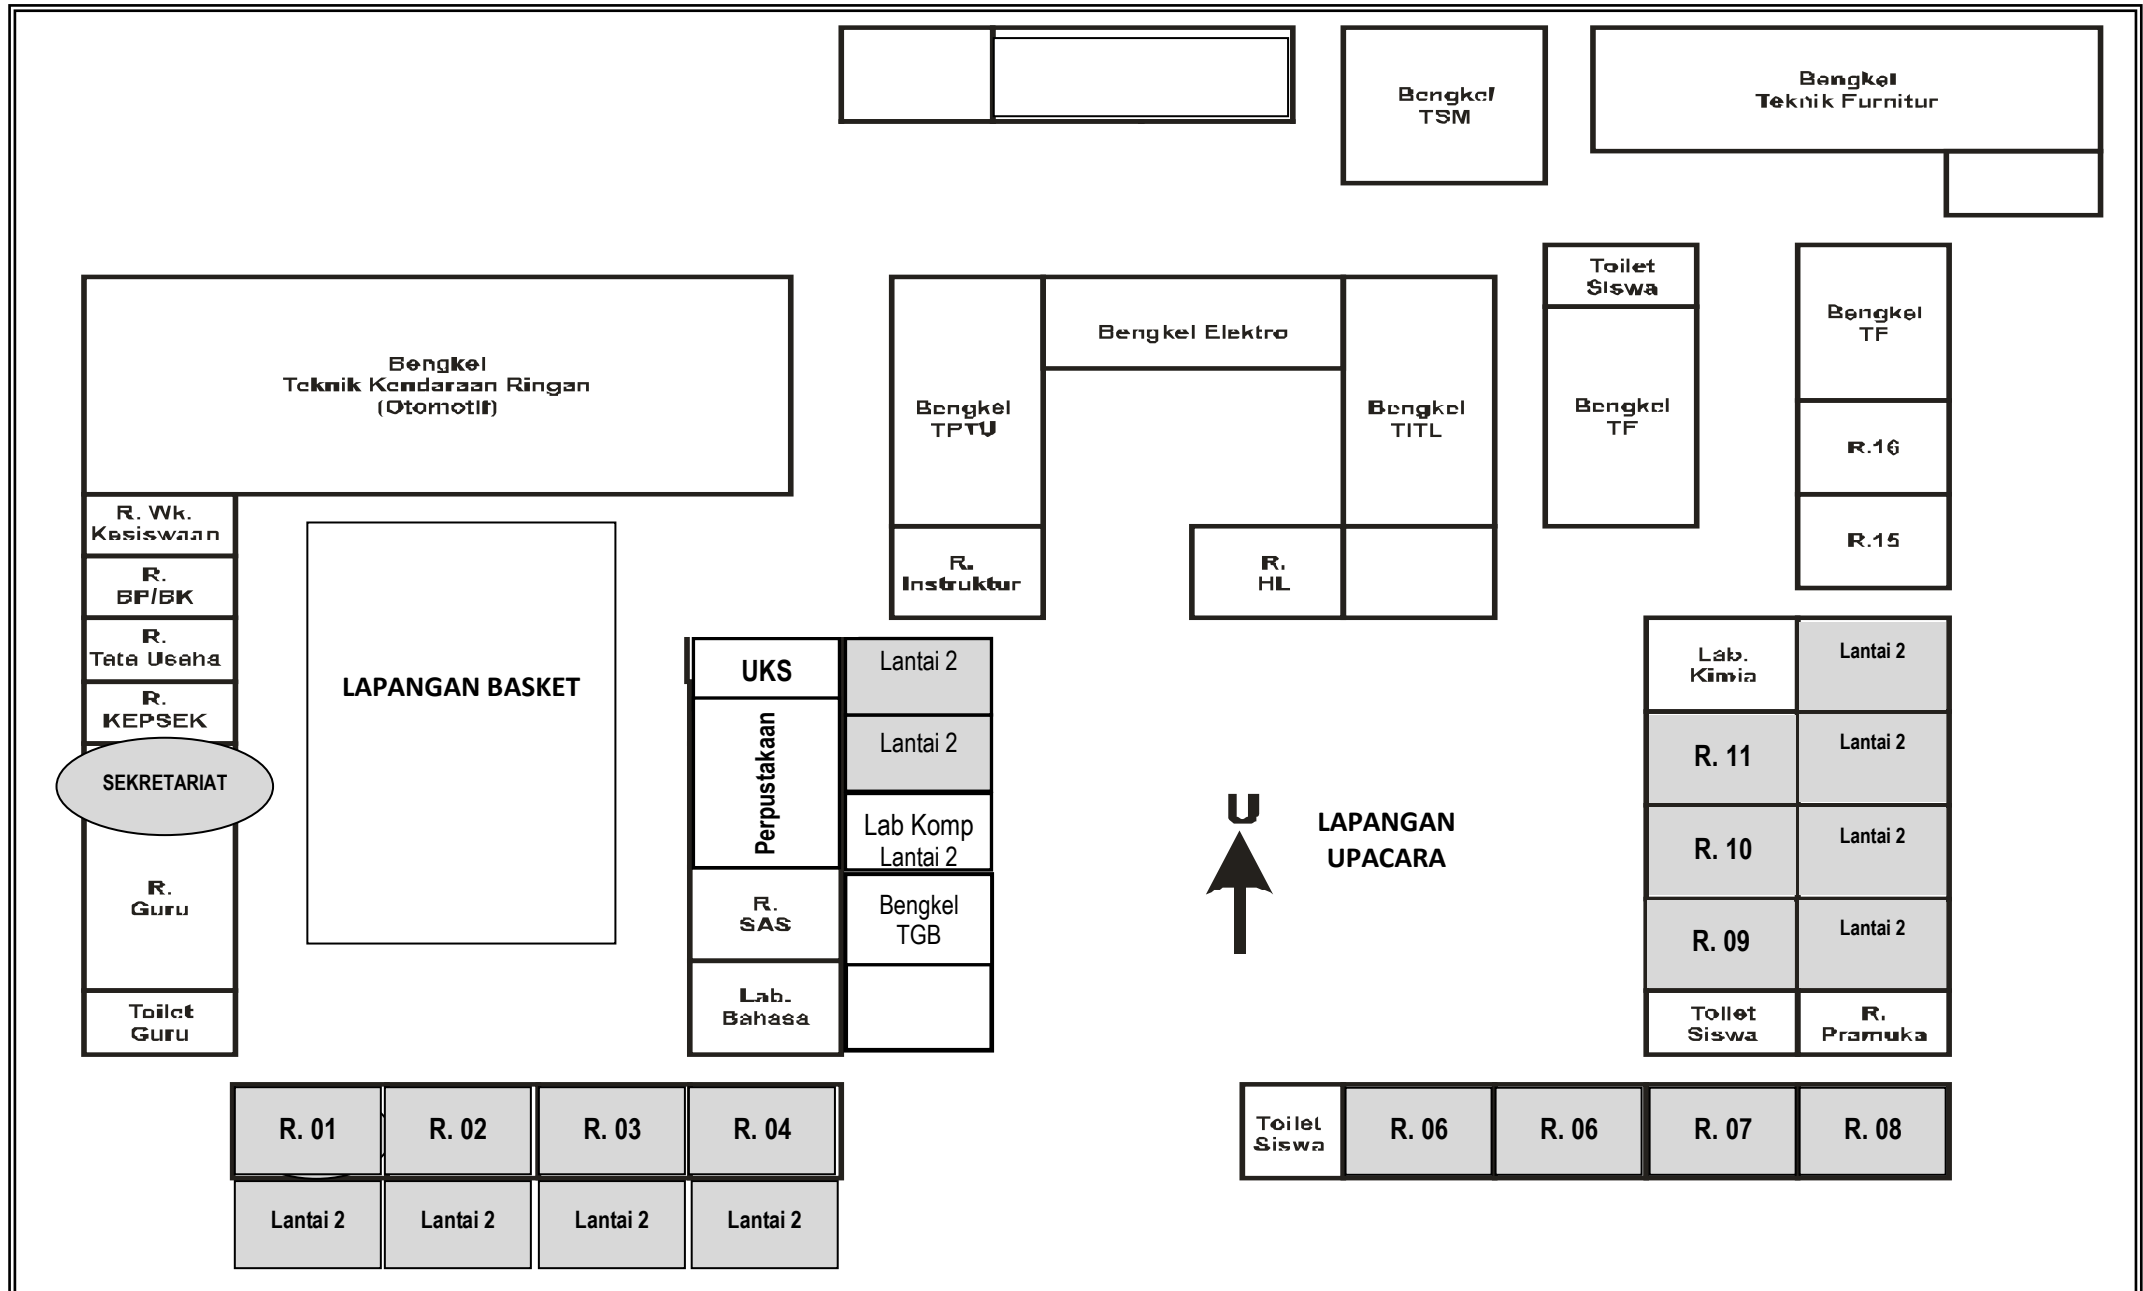 Bengkel
TSM
Bengkel
Teknik Furnitur
Toilet
Siswa
Bengkel
TF
Bengkel
TF
R.16
R.15
Bengkel
Teknik Kendaraan Ringan
(Otomotif)
Bengkel
TPTU
Bengkel Elektro
Bengkel
TITL
R.
Instruktur
R.
HL
R. Wk.
Kesiswaan
R.
BP/BK
R.
Tata Usaha
R.
KEPSEK
SEKRETARIAT
R.
Guru
Toilet
Guru
LAPANGAN BASKET
UKS
Perpustakaan
R.
SAS
Lab.
Bahasa
Lantai 2
Lantai 2
Lab Komp
Lantai 2
Bengkel
TGB
U
LAPANGAN
UPACARA
Lab.
Kimia
Lantai 2
R. 11
Lantai 2
R. 10
Lantai 2
R. 09
Lantai 2
Toilet
Siswa
R.
Pramuka
R. 01
R. 02
R. 03
R. 04
Lantai 2
Lantai 2
Lantai 2
Lantai 2
Toilet
Siswa
R. 06
R. 06
R. 07
R. 08